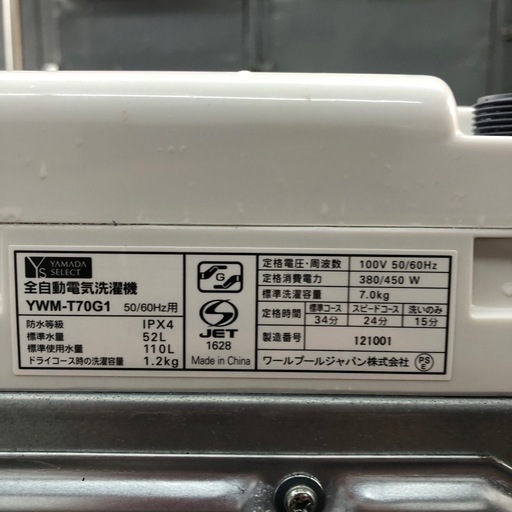 YS YAMADA SELECT
全自動電気洗濯機
YWM-T70G1 50/60Hz用
防水等級 IPX4
標準水量 52L
標準使用水量 110L
ドライコース時の洗濯容量 1.2kg
G
JET
1628
Made in China
定格電圧・周波数 100V 50/60Hz
定格消費電力 380/450 W
標準洗濯容量 7.0kg
定格時間 標準コース 34分 スピードコース 24分 洗いのみ 15分
製造番号 121001
ワールプールジャパン株式会社 PSE